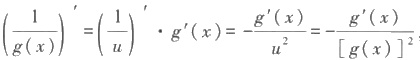 (1/g(x))′ = (1/u)′ · g′(x) = − g′(x)/u² = − g′(x)/[g(x)]²